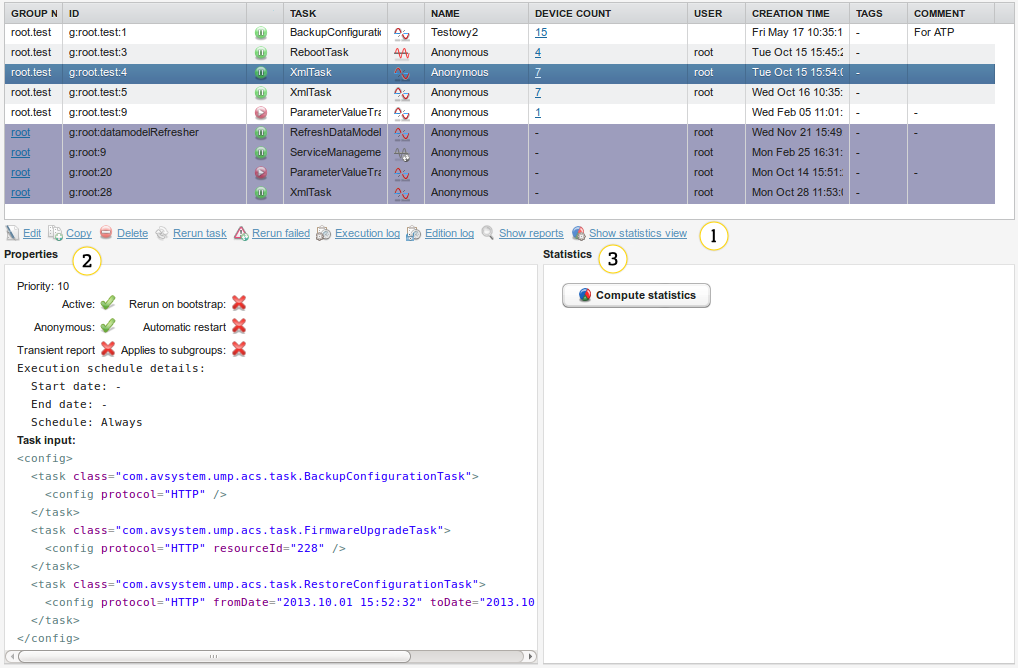 GROUP N ID TASK NAME DEVICE COUNT USER CREATION TIME TAGS COMMENT
root.test g:root.test:1 BackupConfiguratio Testowy2 15 Fri May 17 10:35:1 - For ATP
root.test g:root.test:3 RebootTask Anonymous 4 root Tue Oct 15 15:45:2 -
root.test g:root.test:4 XmlTask Anonymous 7 root Tue Oct 15 15:54:0 -
root.test g:root.test:5 XmlTask Anonymous 7 root Wed Oct 16 10:35: -
root.test g:root.test:9 ParameterValueTra Anonymous 1 Wed Feb 05 11:01: - -
root g:root:datamodelRefresher RefreshDataModel Anonymous - root Wed Nov 21 15:49 - -
root g:root:9 ServiceManageme Anonymous - root Mon Feb 25 16:31: - -
root g:root:20 ParameterValueTra Anonymous - root Mon Oct 14 15:51: - -
root g:root:28 XmlTask Anonymous - root Mon Oct 28 11:53:0 -
Edit Copy Delete Rerun task Rerun failed Execution log Edition log Show reports Show statistics view 1
Properties 2 Statistics 3
Priority: 10
Compute statistics
Active: Rerun on bootstrap:
Anonymous: Automatic restart
Transient report Applies to subgroups:
Execution schedule details:
Start date: -
End date: -
Schedule: Always
Task input:
<config>
<task class="com.avsystem.ump.acs.task.BackupConfigurationTask">
<config protocol="HTTP" />
</task>
<task class="com.avsystem.ump.acs.task.FirmwareUpgradeTask">
<config protocol="HTTP" resourceId="228" />
</task>
<task class="com.avsystem.ump.acs.task.RestoreConfigurationTask">
<config protocol="HTTP" fromDate="2013.10.01 15:52:32" toDate="2013.10
</task>
</config>